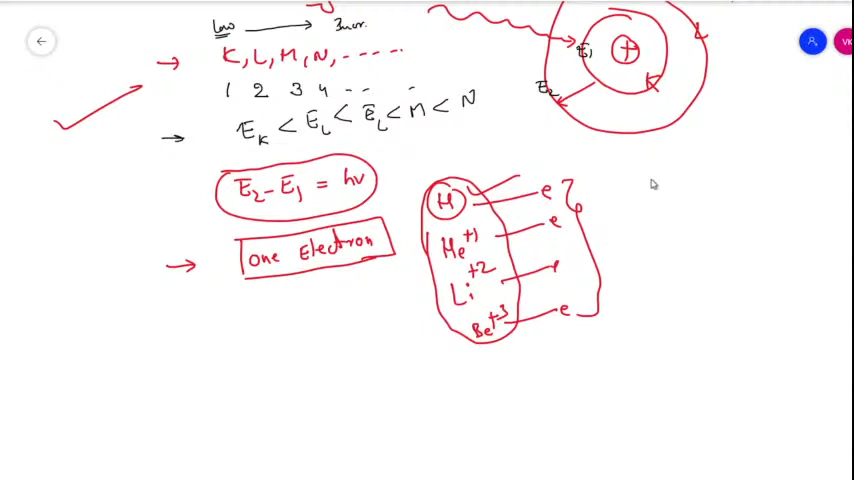 Low → Incr.
→ K, L, M, N, ----
1 2 3 4 -- -
→ E_K < E_L < E_L < M < N
E₂ - E₁ = hν
→ one Electron
H e
He⁺¹ e
Li⁺² e
Be⁺³ e
+
E₁
E₂
K
L
VK